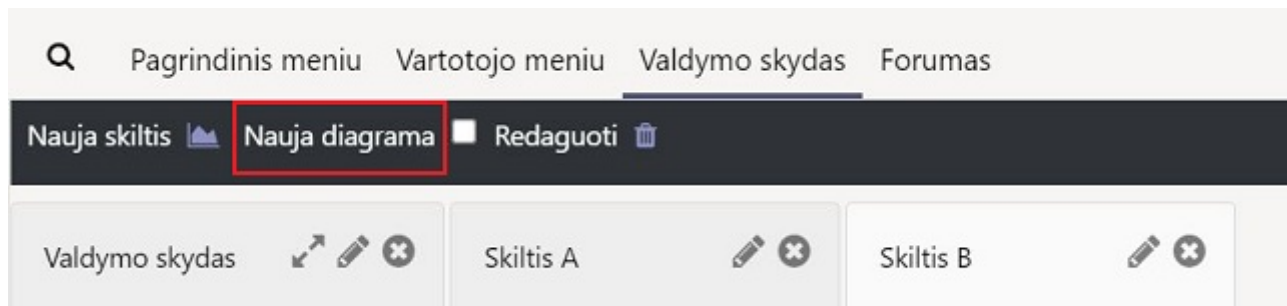 Pagrindinis meniu Vartotojo meniu Valdymo skydas Forumas
Nauja skiltis Nauja diagrama Redaguoti
Valdymo skydas Skiltis A Skiltis B